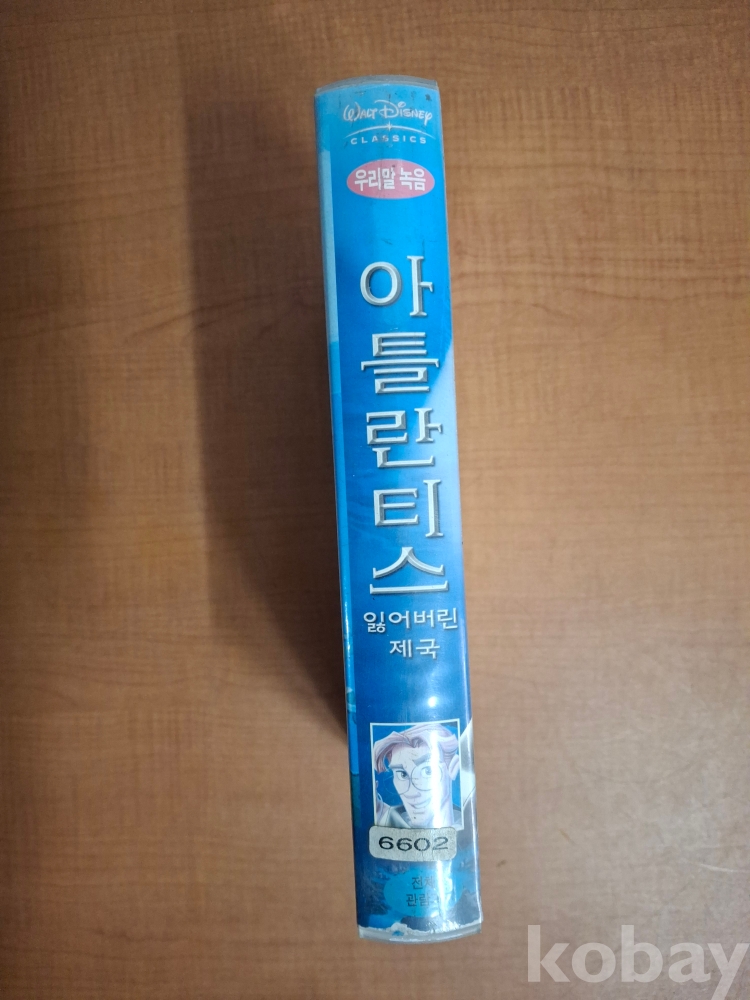 WALT DISNEY
CLASSICS
우리말 녹음
아틀란티스
잃어버린
제국
6602
kobay